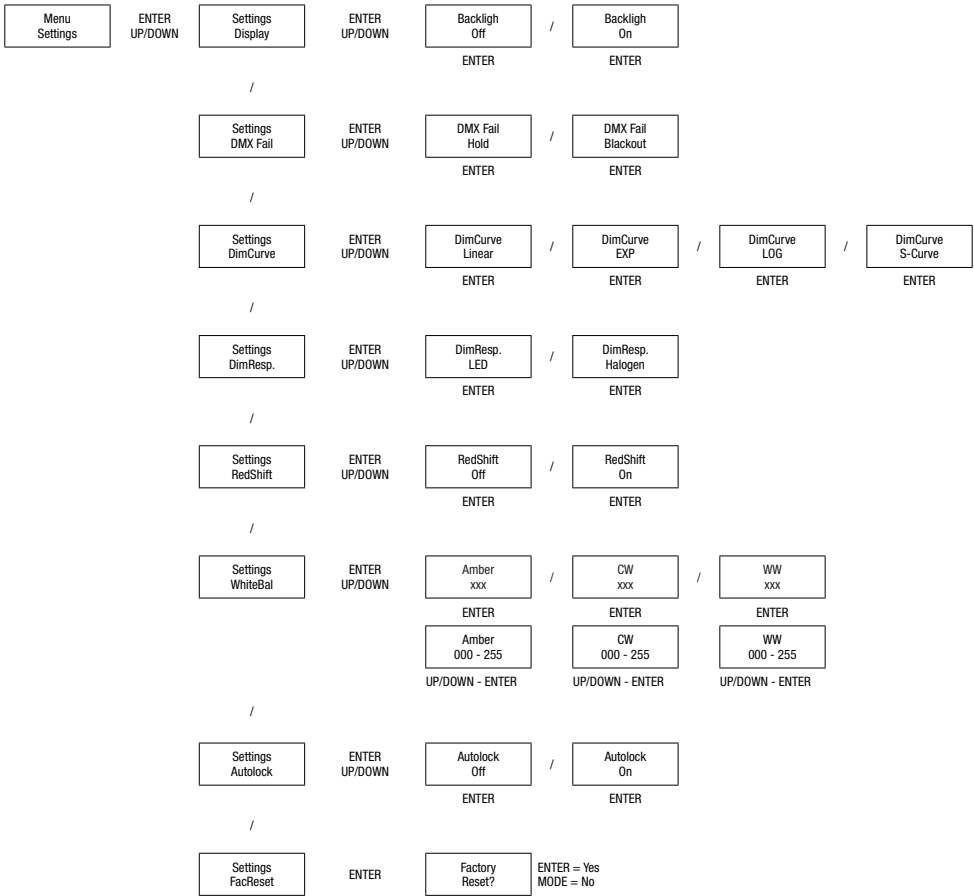 Menu
Settings
ENTER
UP/DOWN
Settings
Display
ENTER
UP/DOWN
Backligh
Off
/
Backligh
On
ENTER
ENTER
/
Settings
DMX Fail
ENTER
UP/DOWN
DMX Fail
Hold
/
DMX Fail
Blackout
ENTER
ENTER
/
Settings
DimCurve
ENTER
UP/DOWN
DimCurve
Linear
/
DimCurve
EXP
/
DimCurve
LOG
/
DimCurve
S-Curve
ENTER
ENTER
ENTER
ENTER
/
Settings
DimResp.
ENTER
UP/DOWN
DimResp.
LED
/
DimResp.
Halogen
ENTER
ENTER
/
Settings
RedShift
ENTER
UP/DOWN
RedShift
Off
/
RedShift
On
ENTER
ENTER
/
Settings
WhiteBal
ENTER
UP/DOWN
Amber
xxx
/
CW
xxx
/
WW
xxx
ENTER
ENTER
ENTER
Amber
000 - 255
CW
000 - 255
WW
000 - 255
UP/DOWN - ENTER
UP/DOWN - ENTER
UP/DOWN - ENTER
/
Settings
Autolock
ENTER
UP/DOWN
Autolock
Off
/
Autolock
On
ENTER
ENTER
/
Settings
FacReset
ENTER
Factory
Reset?
ENTER = Yes
MODE = No